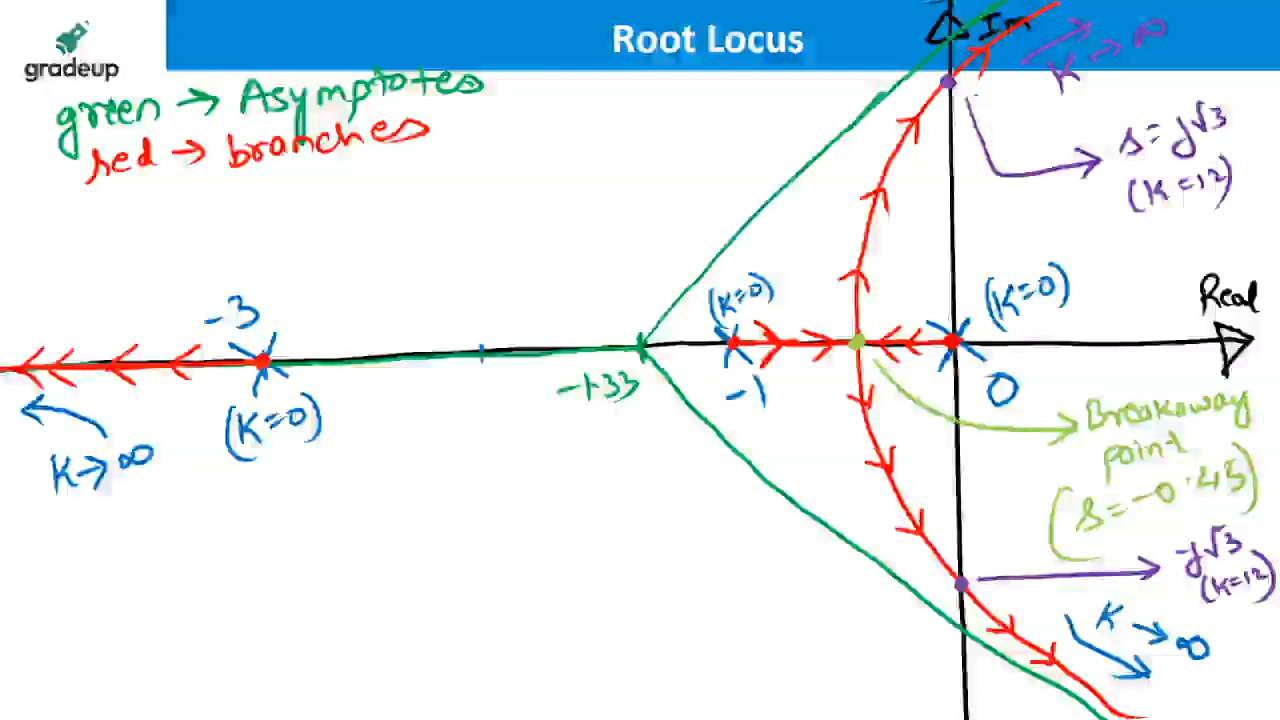 Root Locus
gradeup
green → Asymptotes
red → branches
Im
K → ∞
s = j√3
(K=12)
-3
(K=0)
(K=0)
Real
(K=0)
-1.33
-1
0
K → ∞
Breakaway
point
(s=-0.45)
-j√3
(K=12)
K → ∞